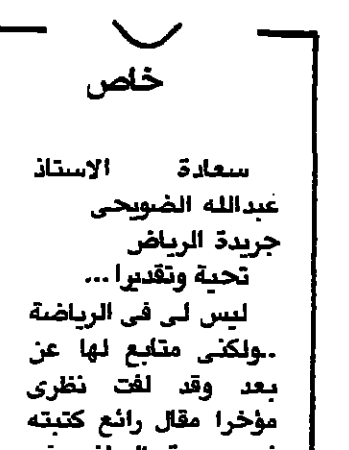 خاص
سعادة الاستاذ
عبدالله الضويحى
جريدة الرياض
تحية وتقديرا ...
ليس لى فى الرياضة
..ولكنى متابع لها عن
بعد وقد لفت نظرى
مؤخرا مقال رائع كتبته